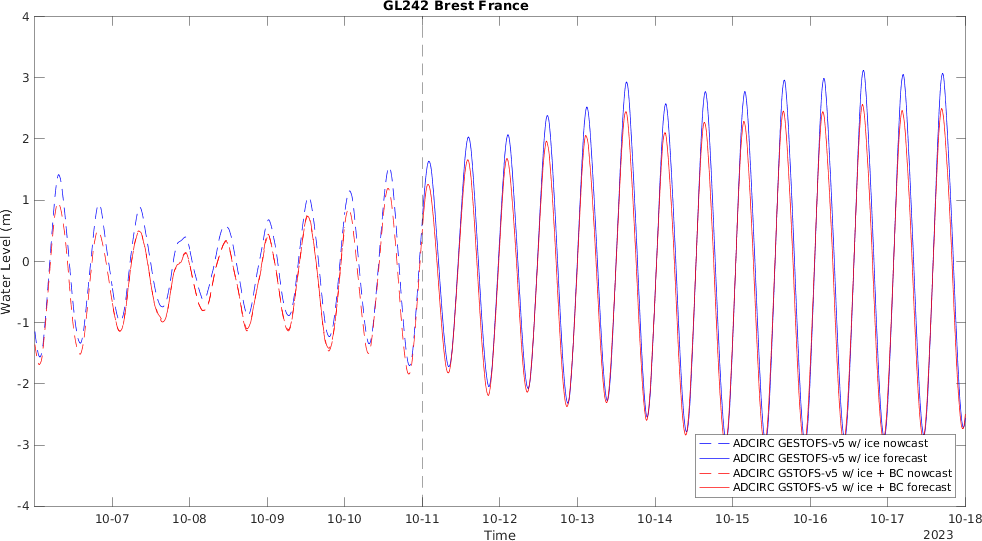 GL242 Brest France
4
3
2
1
0
-1
-2
-3
-4
Water Level (m)
ADCIRC GESTOFS-v5 w/ ice nowcast
ADCIRC GESTOFS-v5 w/ ice forecast
ADCIRC GSTOFS-v5 w/ ice + BC nowcast
ADCIRC GSTOFS-v5 w/ ice + BC forecast
10-07 10-08 10-09 10-10 10-11 10-12 10-13 10-14 10-15 10-16 10-17 10-18
Time
2023